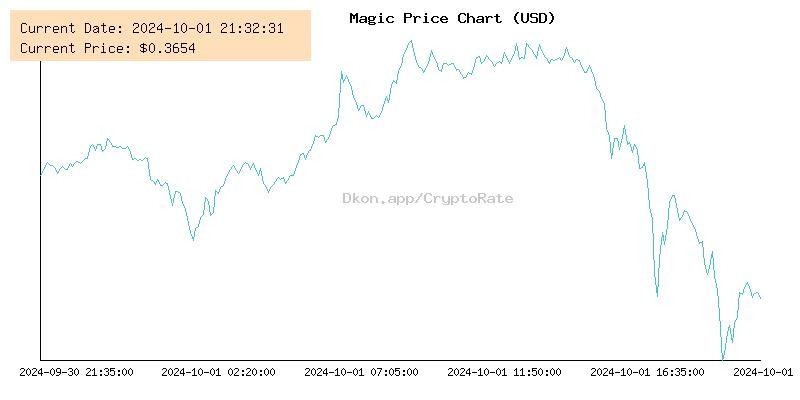 Magic Price Chart (USD)
Current Date: 2024-10-01 21:32:31
Current Price: $0.3654
Dkon.app/CryptoRate
2024-09-30 21:35:00 2024-10-01 02:20:00 2024-10-01 07:05:00 2024-10-01 11:50:00 2024-10-01 16:35:00 2024-10-01